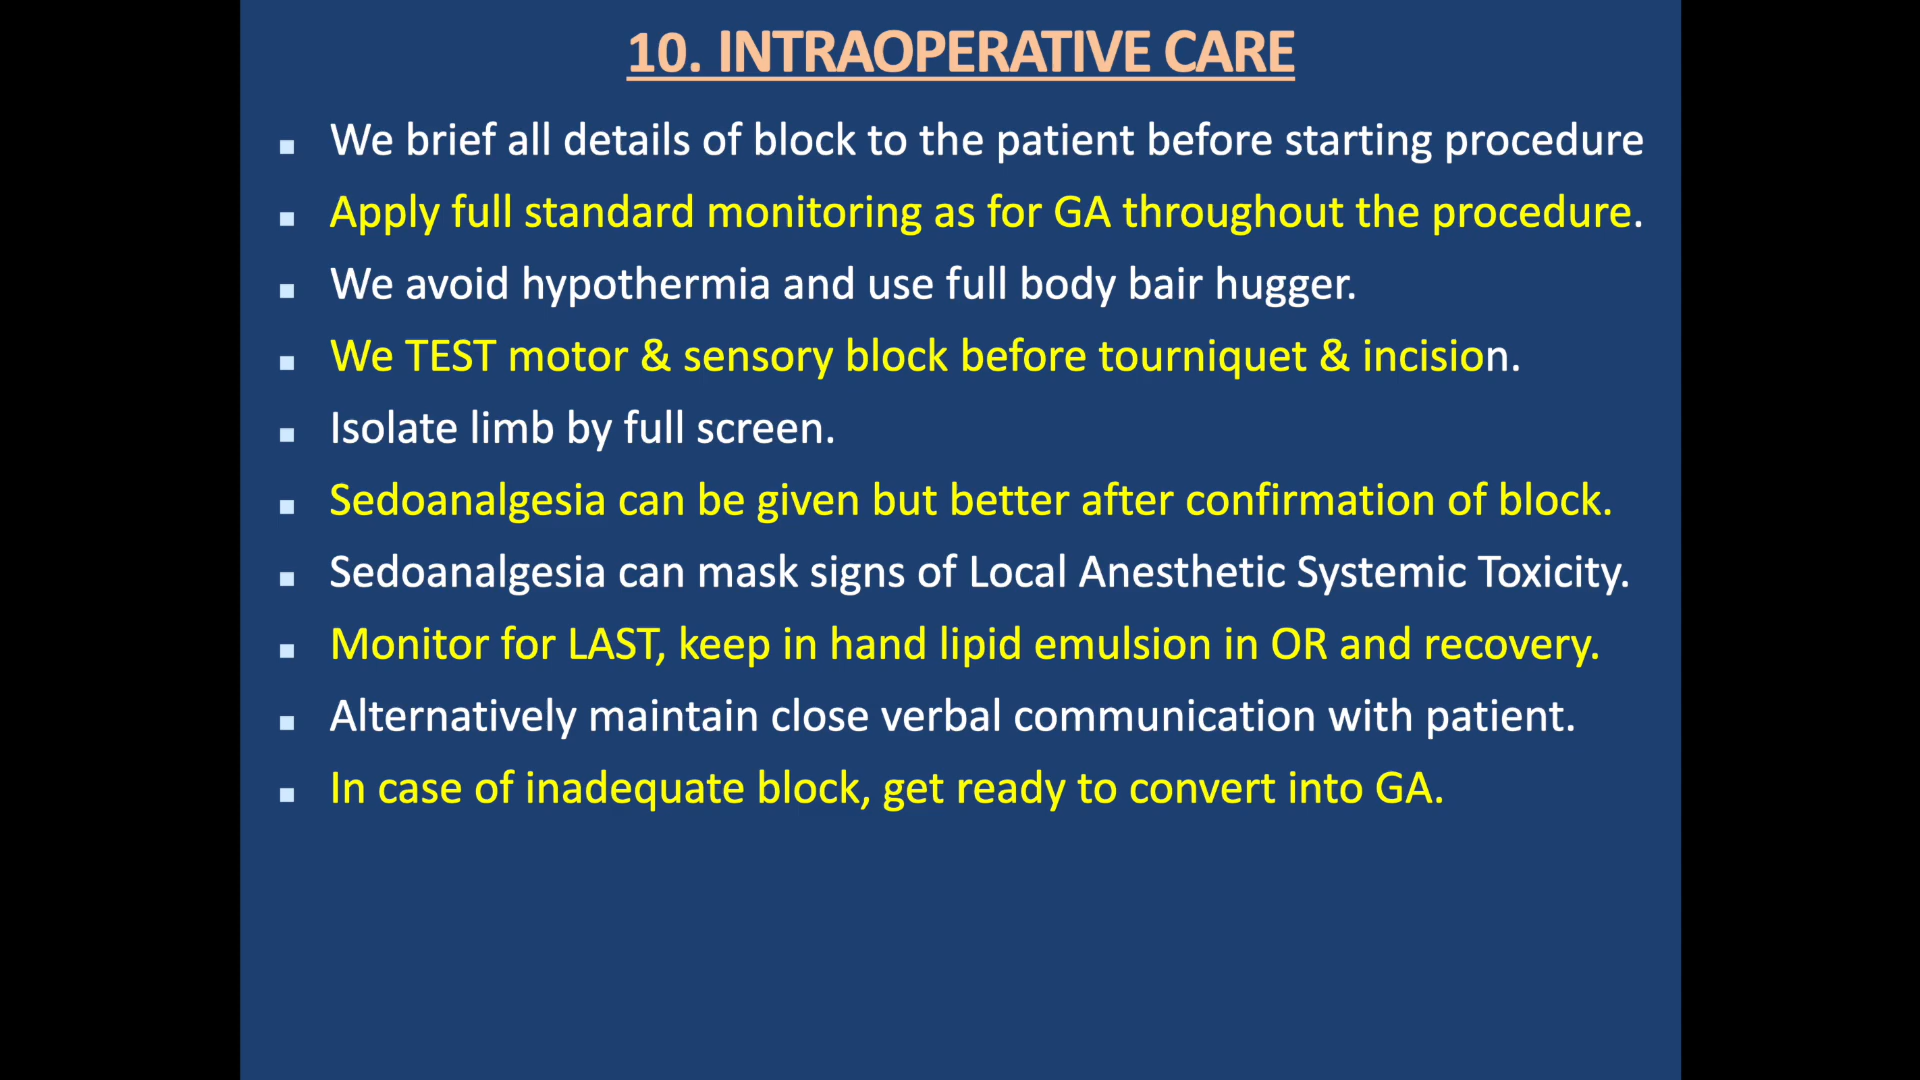 10. INTRAOPERATIVE CARE
We brief all details of block to the patient before starting procedure
Apply full standard monitoring as for GA throughout the procedure.
We avoid hypothermia and use full body bair hugger.
We TEST motor & sensory block before tourniquet & incision.
Isolate limb by full screen.
Sedoanalgesia can be given but better after confirmation of block.
Sedoanalgesia can mask signs of Local Anesthetic Systemic Toxicity.
Monitor for LAST, keep in hand lipid emulsion in OR and recovery.
Alternatively maintain close verbal communication with patient.
In case of inadequate block, get ready to convert into GA.